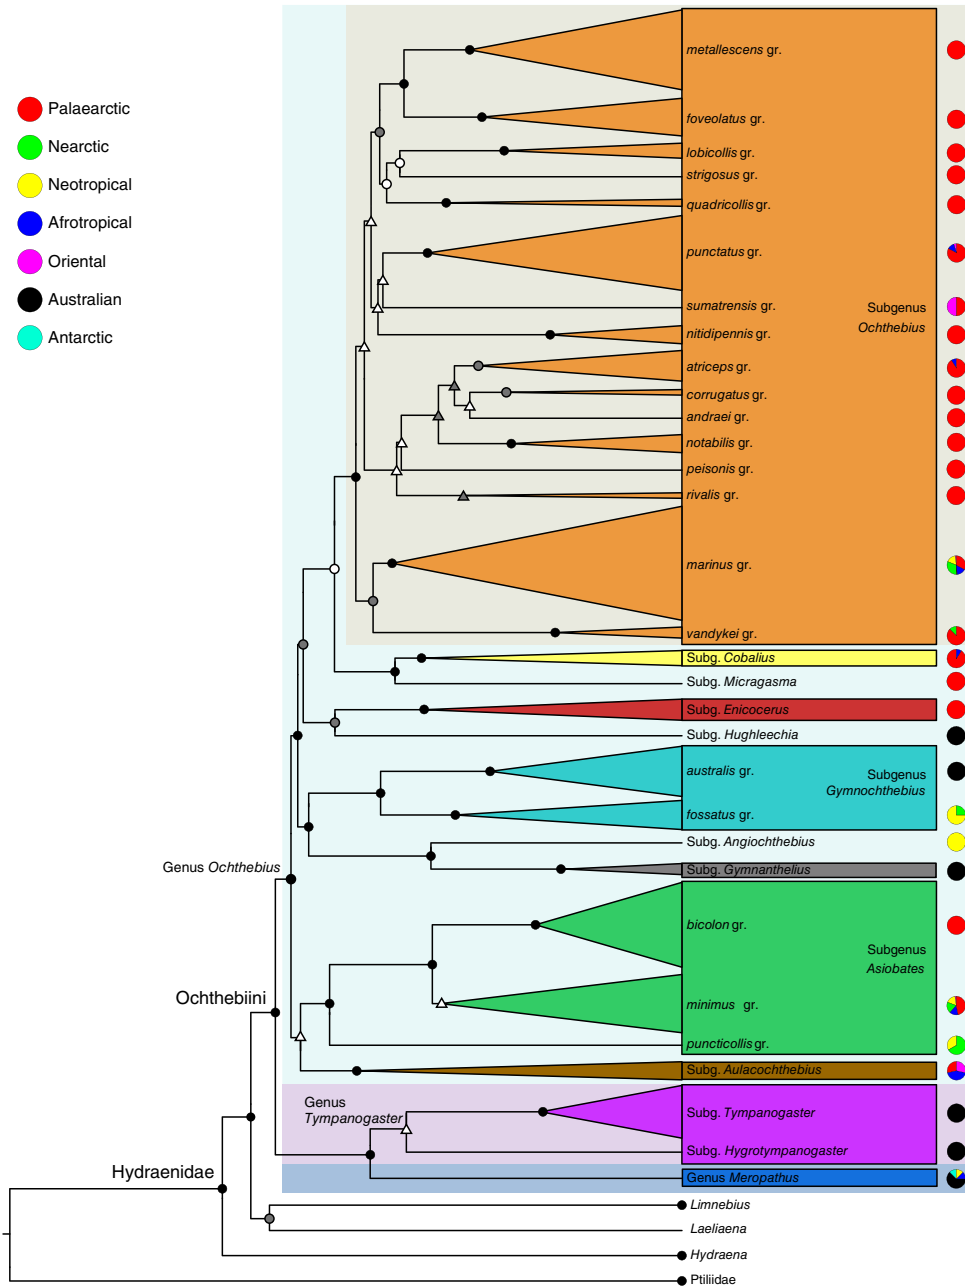 Palaearctic
Nearctic
Neotropical
Afrotropical
Oriental
Australian
Antarctic
metallescens gr.
foveolatus gr.
lobicollis gr.
strigosus gr.
quadricollis gr.
punctatus gr.
sumatrensis gr.
Subgenus
Ochthebius
nitidipennis gr.
atriceps gr.
corrugatus gr.
andraei gr.
notabilis gr.
peisonis gr.
rivalis gr.
marinus gr.
vandykei gr.
Subg. Cobalius
Subg. Micragasma
Subg. Enicocerus
Subg. Hughleechia
australis gr.
Subgenus
Gymnochthebius
fossatus gr.
Subg. Angiochthebius
Genus Ochthebius
Subg. Gymnanthelius
bicolon gr.
Subgenus
Asiobates
Ochthebiini
minimus gr.
puncticollis gr.
Subg. Aulacochthebius
Genus
Tympanogaster
Subg. Tympanogaster
Subg. Hygrotympanogaster
Hydraenidae
Genus Meropathus
Limnebius
Laeliaena
Hydraena
Ptiliidae